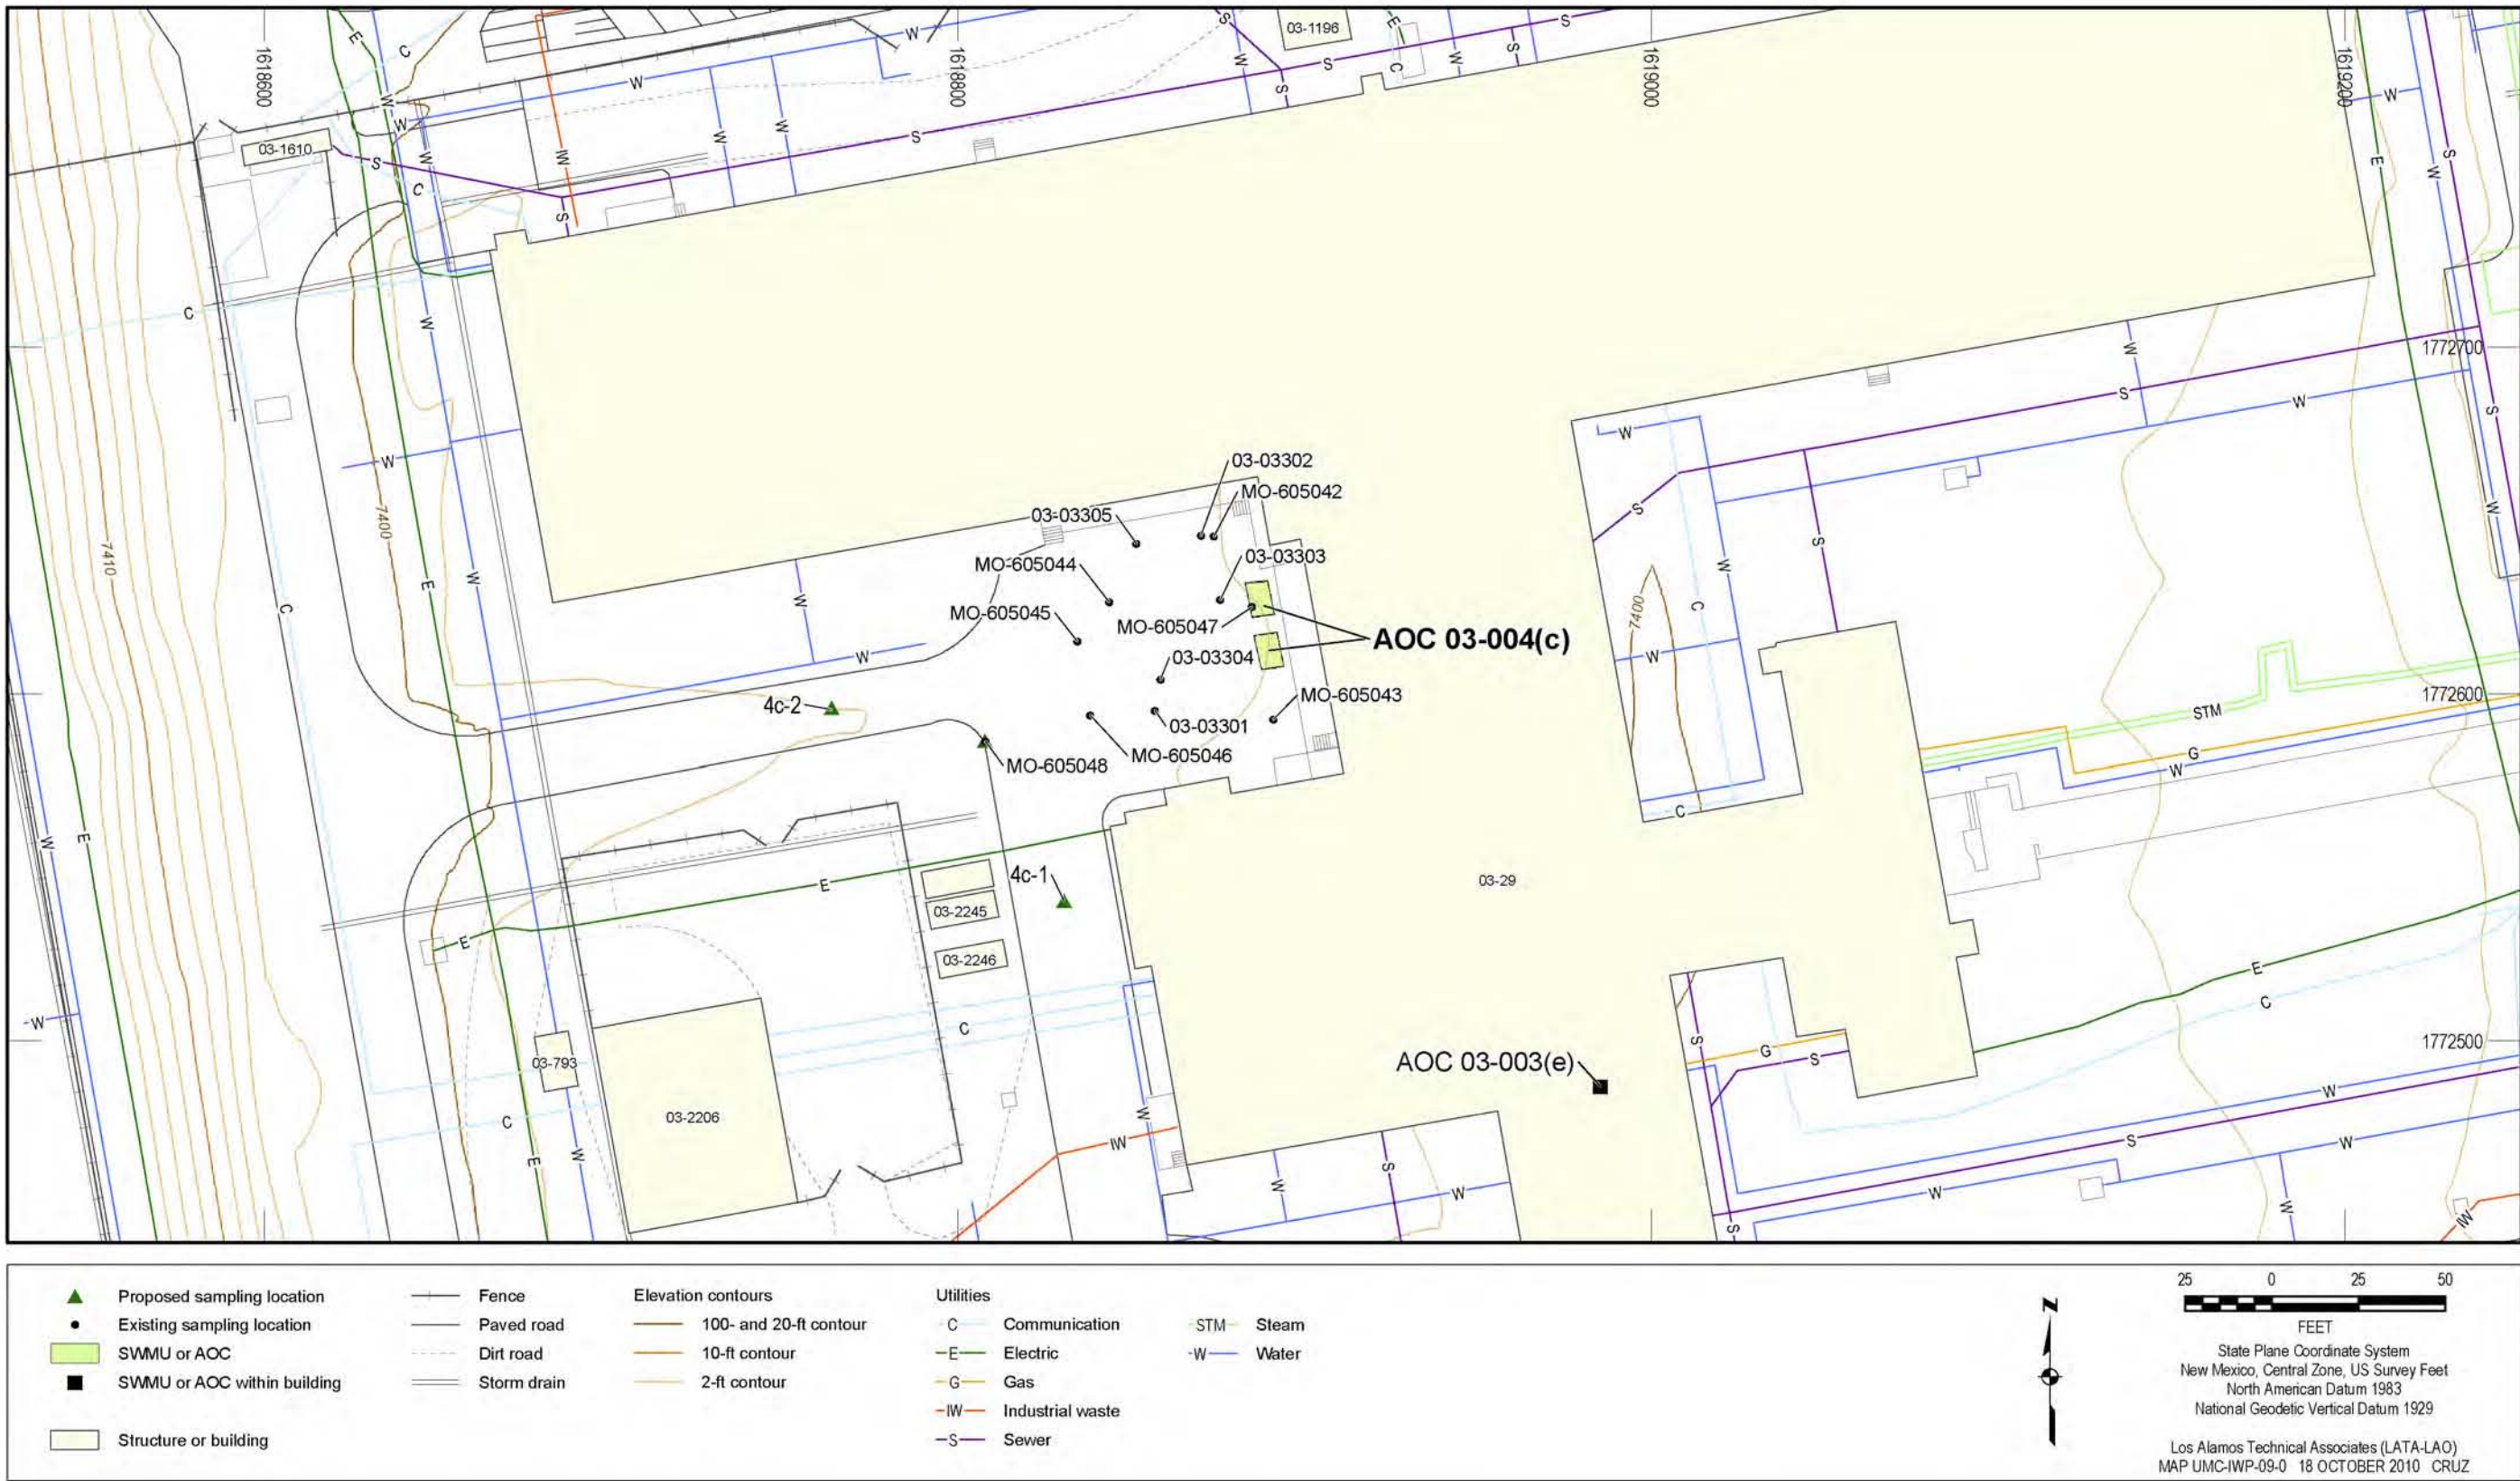 1618600
1618800
1619000
1619200
03-1196
03-1610
1772700
7410
7400
7400
03-03302
MO-605042
03-03305
03-03303
MO-605044
MO-605045
MO-605047
AOC 03-004(c)
03-03304
MO-605043
1772600
4c-2
03-03301
MO-605046
MO-605048
STM
G
W
4c-1
03-29
03-2245
03-2246
E
C
S
IW
AOC 03-003(e)
1772500
03-793
03-2206
Proposed sampling location
Existing sampling location
SWMU or AOC
SWMU or AOC within building
Structure or building
Fence
Paved road
Dirt road
Storm drain
Elevation contours
100- and 20-ft contour
10-ft contour
2-ft contour
Utilities
C Communication
E Electric
G Gas
IW Industrial waste
S Sewer
STM Steam
W Water
N
25 0 25 50
FEET
State Plane Coordinate System
New Mexico, Central Zone, US Survey Feet
North American Datum 1983
National Geodetic Vertical Datum 1929
Los Alamos Technical Associates (LATA-LAO)
MAP UMC-IWP-09-0 18 OCTOBER 2010 CRUZ